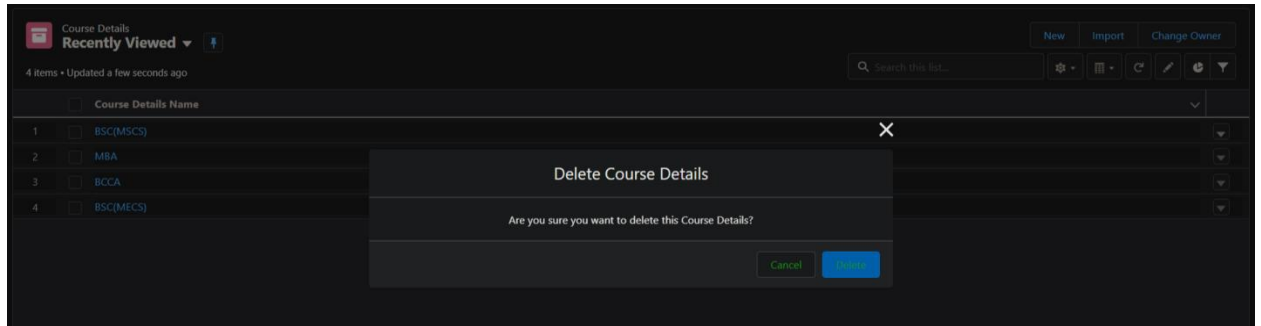 Course Details
Recently Viewed
New Import Change Owner
4 items • Updated a few seconds ago
Search this list...
Course Details Name
1 BSC(MSCS)
2 MBA
3 BCCA
4 BSC(MECS)
Delete Course Details
Are you sure you want to delete this Course Details?
Cancel Delete